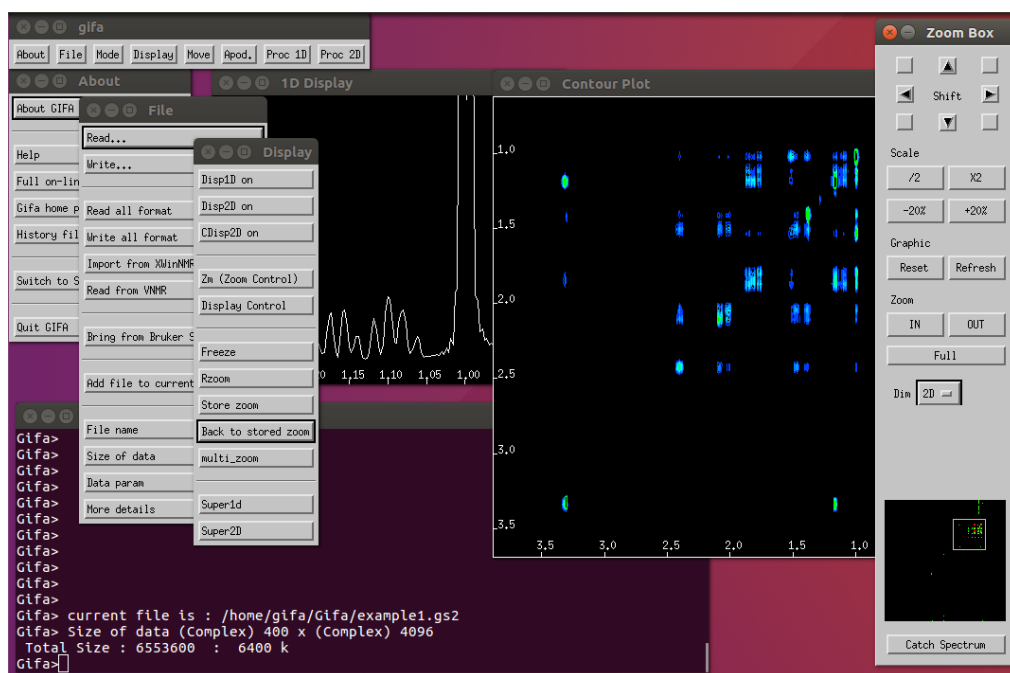 gifa
About File Mode Display Move Apod. Proc 1D Proc 2D
About
About GIFA
Help
Full on-lin
Gifa home p
History fil
Switch to S
Quit GIFA
File
Read...
Write...
Read all format
Write all format
Import from XWinNMR
Read from VNMR
Bring from Bruker S
Add file to current
File name
Size of data
Data param
More details
Display
Disp1D on
Disp2D on
CDisp2D on
Zm (Zoom Control)
Display Control
Freeze
Rzoom
Store zoom
Back to stored zoom
multi_zoom
Super1d
Super2D
1D Display
0 1,15 1,10 1,05 1,00
Contour Plot
1.0
1.5
2.0
2.5
3.0
3.5
3.5 3.0 2.5 2.0 1.5 1.0
Zoom Box
Shift
Scale
/2 X2
-20% +20%
Graphic
Reset Refresh
Zoom
IN OUT
Full
Dim 2D
Catch Spectrum
Gifa>
Gifa>
Gifa>
Gifa>
Gifa>
Gifa>
Gifa>
Gifa>
Gifa>
Gifa>
Gifa>
Gifa> current file is : /home/gifa/Gifa/example1.gs2
Gifa> Size of data (Complex) 400 x (Complex) 4096
Total Size : 6553600 : 6400 k
Gifa>